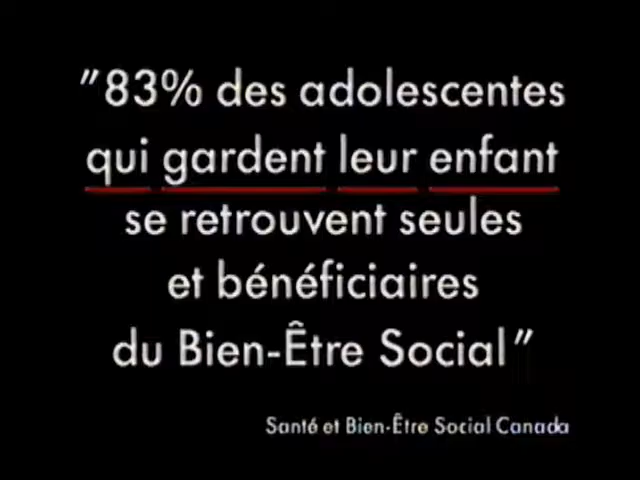 "83% des adolescentes
qui gardent leur enfant
se retrouvent seules
et bénéficiaires
du Bien-Être Social"
Santé et Bien-Être Social Canada